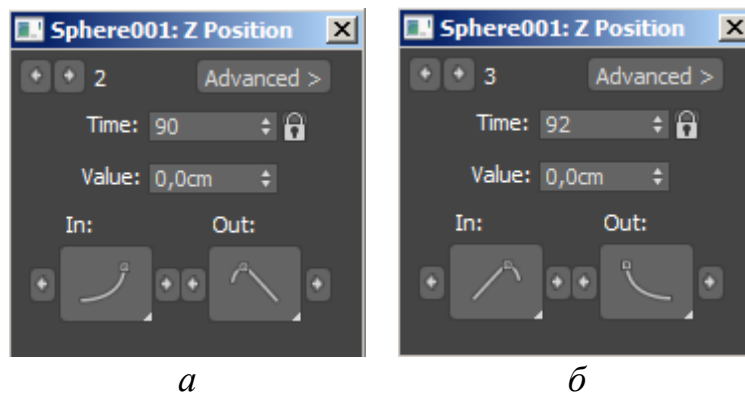 Sphere001: Z Position
2 Advanced >
Time: 90
Value: 0,0cm
In: Out:
а
Sphere001: Z Position
3 Advanced >
Time: 92
Value: 0,0cm
In: Out:
б